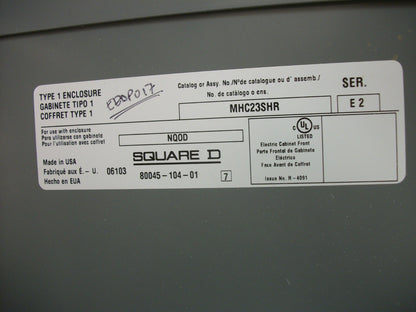 TYPE 1 ENCLOSURE
GABINETE TIPO 1
COFFRET TYPE 1
Catalog or Assy. No./Nº de catalogue ou d' assemb./
No. de catálogo o ens.
SER.
MHC23SHR
E 2
For use with enclosure
Para utilizarse con gabinete
Pour l'utilisation avec coffret
NQOD
Made in USA
Fabriqué aux É.- U.
Hecho en EUA
06103
SQUARE D
80045-104-01
7
UL
LISTED
Electric Cabinet Front
Parte Frontal de Gabinete
Eléctrico
Face Avant de Coffret
Issue No. H-4091